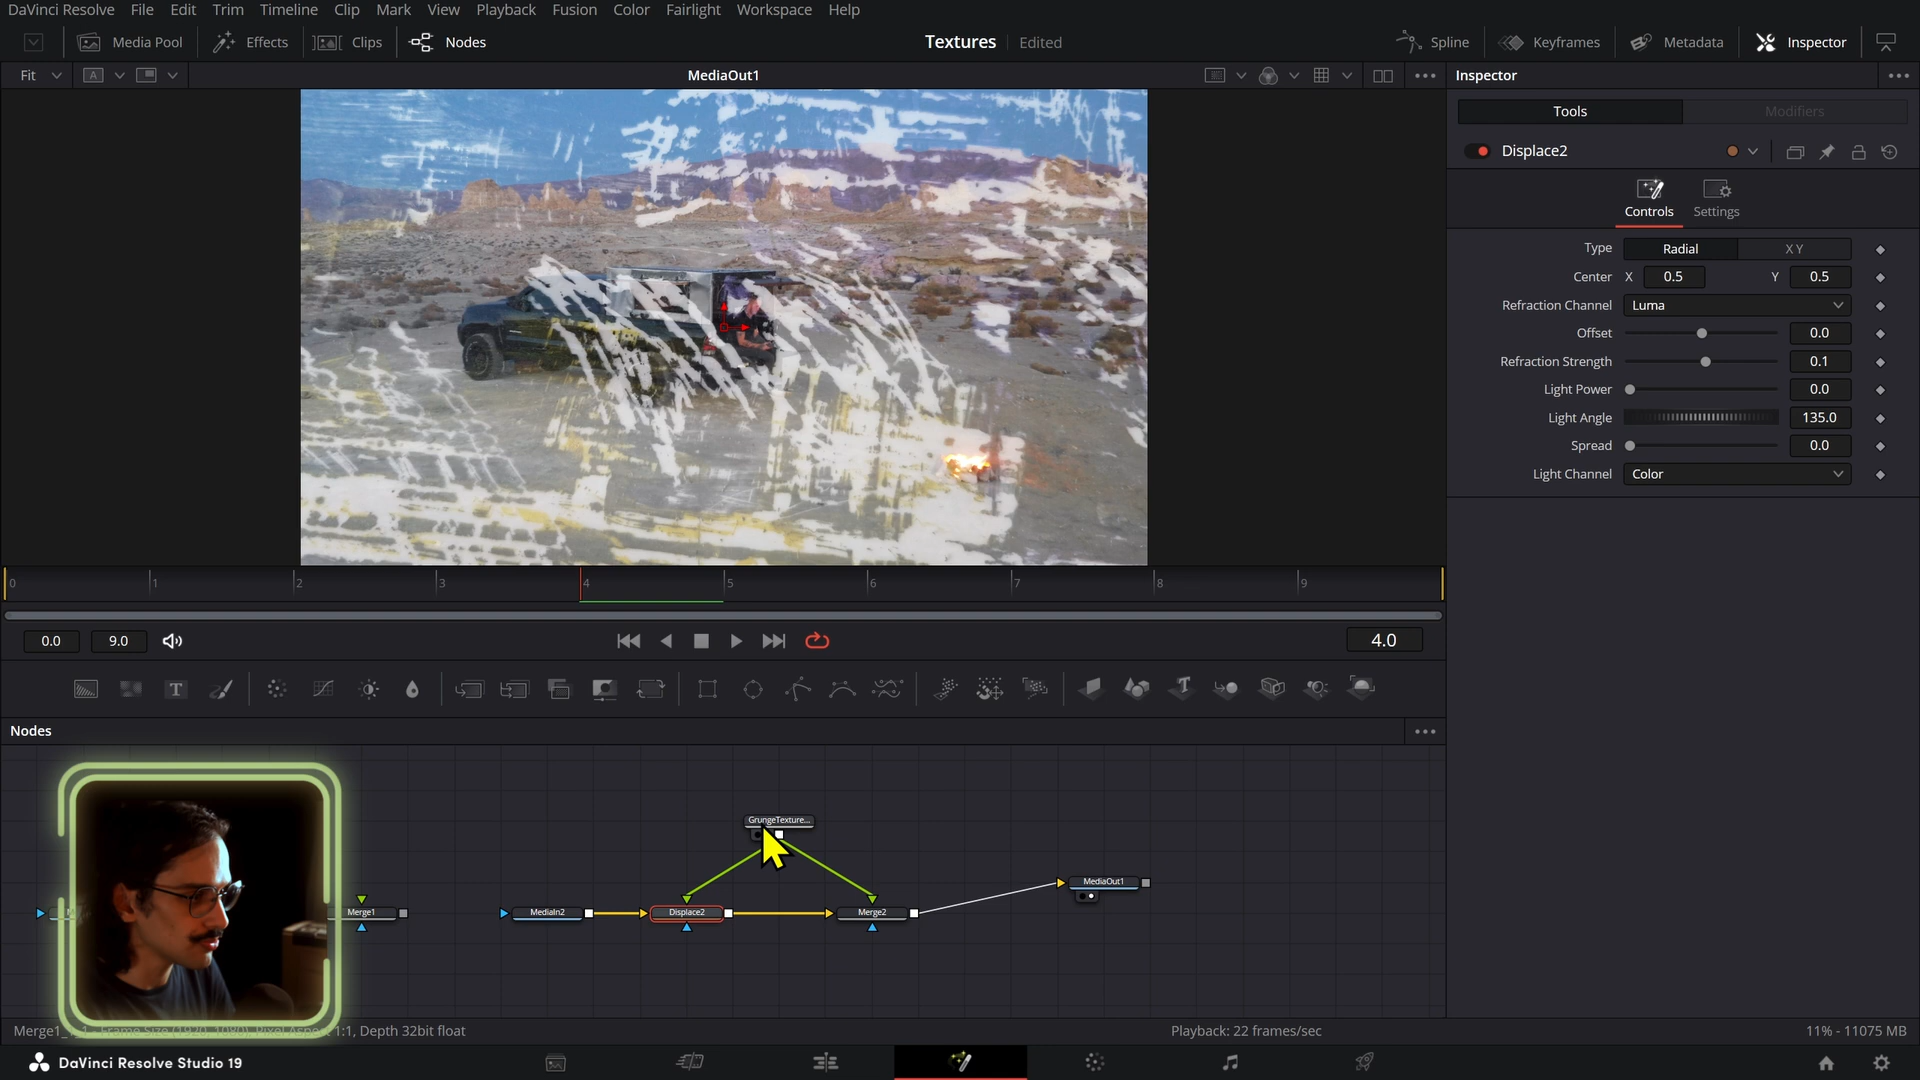 DaVinci Resolve File Edit Trim Timeline Clip Mark View Playback Fusion Color Fairlight Workspace Help
Media Pool Effects Clips Nodes Textures Edited Spline Keyframes Metadata Inspector
Fit A MediaOut1 Inspector
Tools Modifiers
Displace2
Controls Settings
Type Radial X Y
Center X 0.5 Y 0.5
Refraction Channel Luma
Offset 0.0
Refraction Strength 0.1
Light Power 0.0
Light Angle 135.0
Spread 0.0
Light Channel Color
0 1 2 3 4 5 6 7 8 9
0.0 9.0 4.0
Nodes
GrungeTexture...
MediaOut1
Merge1 MediaIn2 Displace2 Merge2
1:1, Depth 32bit float Playback: 22 frames/sec 11% - 11075 MB
DaVinci Resolve Studio 19